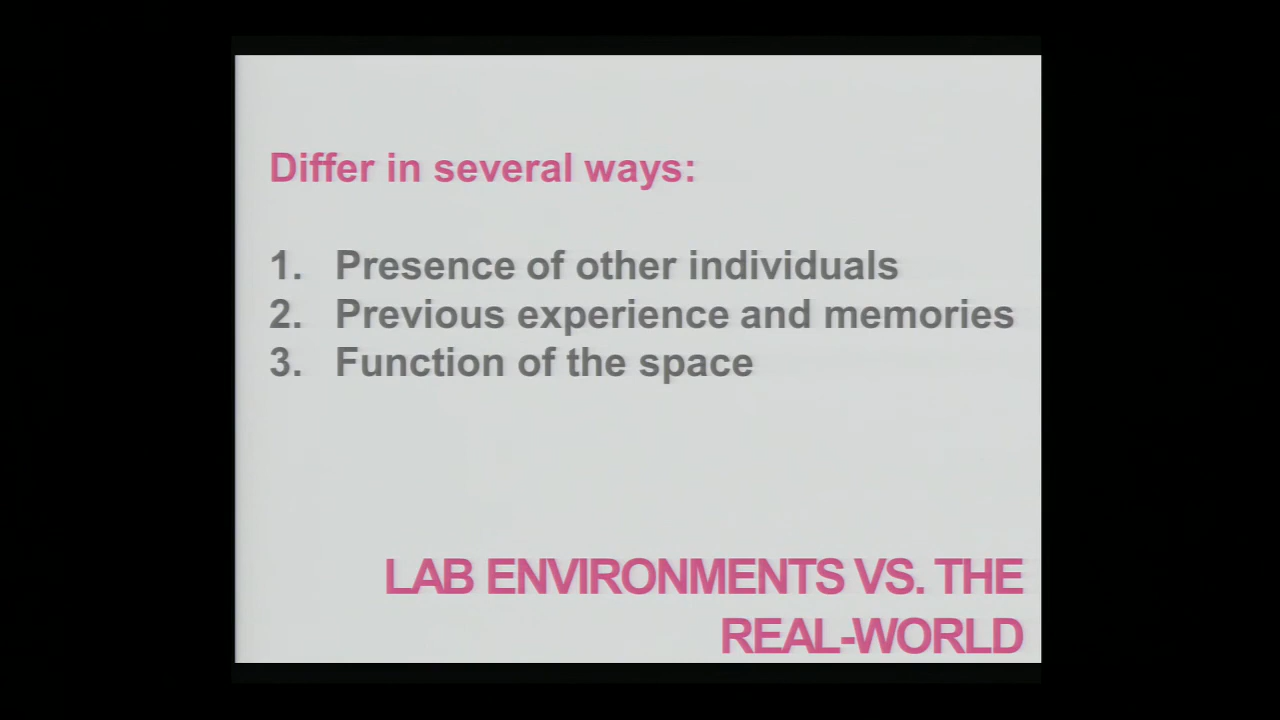 Differ in several ways:
1. Presence of other individuals
2. Previous experience and memories
3. Function of the space
LAB ENVIRONMENTS VS. THE
REAL-WORLD